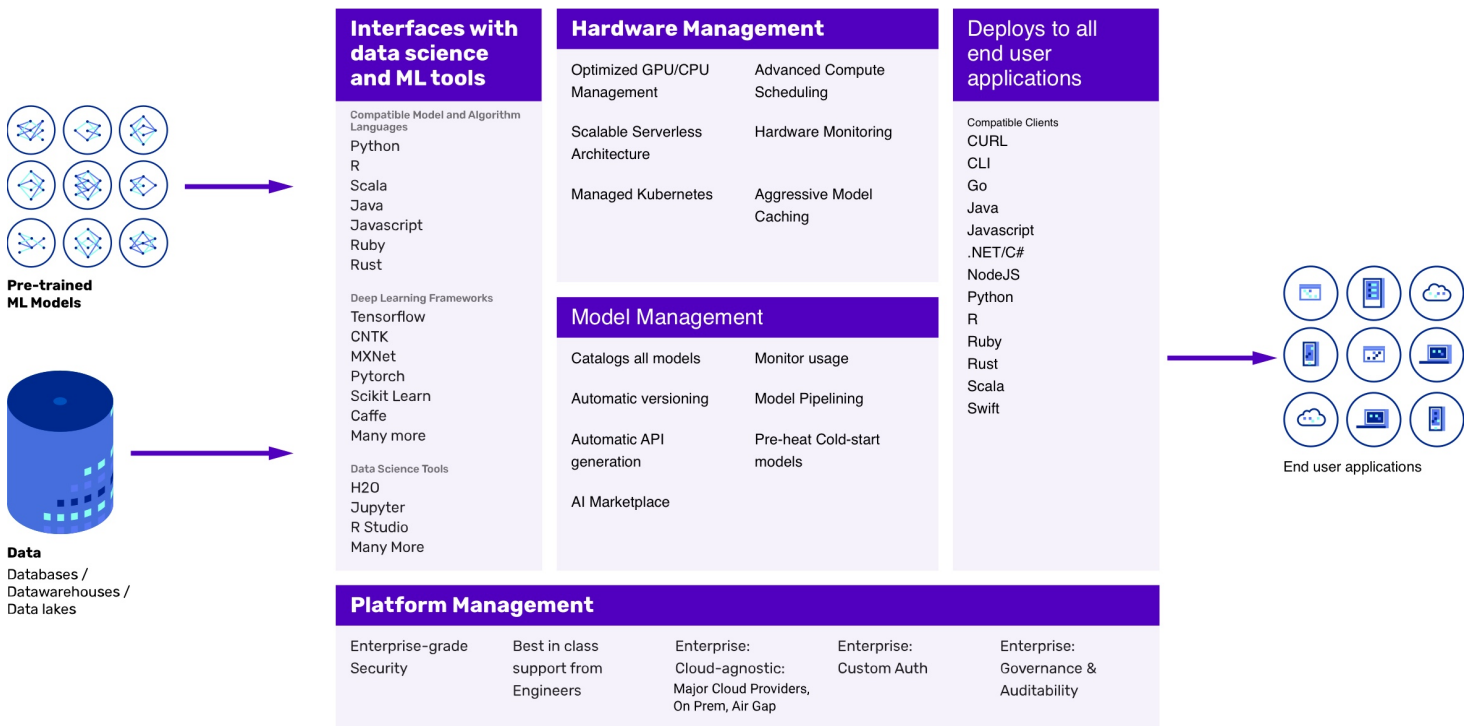 Pre-trained
ML Models
Data
Databases /
Datawarehouses /
Data lakes
Interfaces with
data science
and ML tools
Compatible Model and Algorithm
Languages
Python
R
Scala
Java
Javascript
Ruby
Rust
Deep Learning Frameworks
Tensorflow
CNTK
MXNet
Pytorch
Scikit Learn
Caffe
Many more
Data Science Tools
H2O
Jupyter
R Studio
Many More
Hardware Management
Optimized GPU/CPU
Management
Advanced Compute
Scheduling
Scalable Serverless
Architecture
Hardware Monitoring
Managed Kubernetes
Aggressive Model
Caching
Model Management
Catalogs all models
Monitor usage
Automatic versioning
Model Pipelining
Automatic API
generation
Pre-heat Cold-start
models
AI Marketplace
Deploys to all
end user
applications
Compatible Clients
CURL
CLI
Go
Java
Javascript
.NET/C#
NodeJS
Python
R
Ruby
Rust
Scala
Swift
End user applications
Platform Management
Enterprise-grade
Security
Best in class
support from
Engineers
Enterprise:
Cloud-agnostic:
Major Cloud Providers,
On Prem, Air Gap
Enterprise:
Custom Auth
Enterprise:
Governance &
Auditability